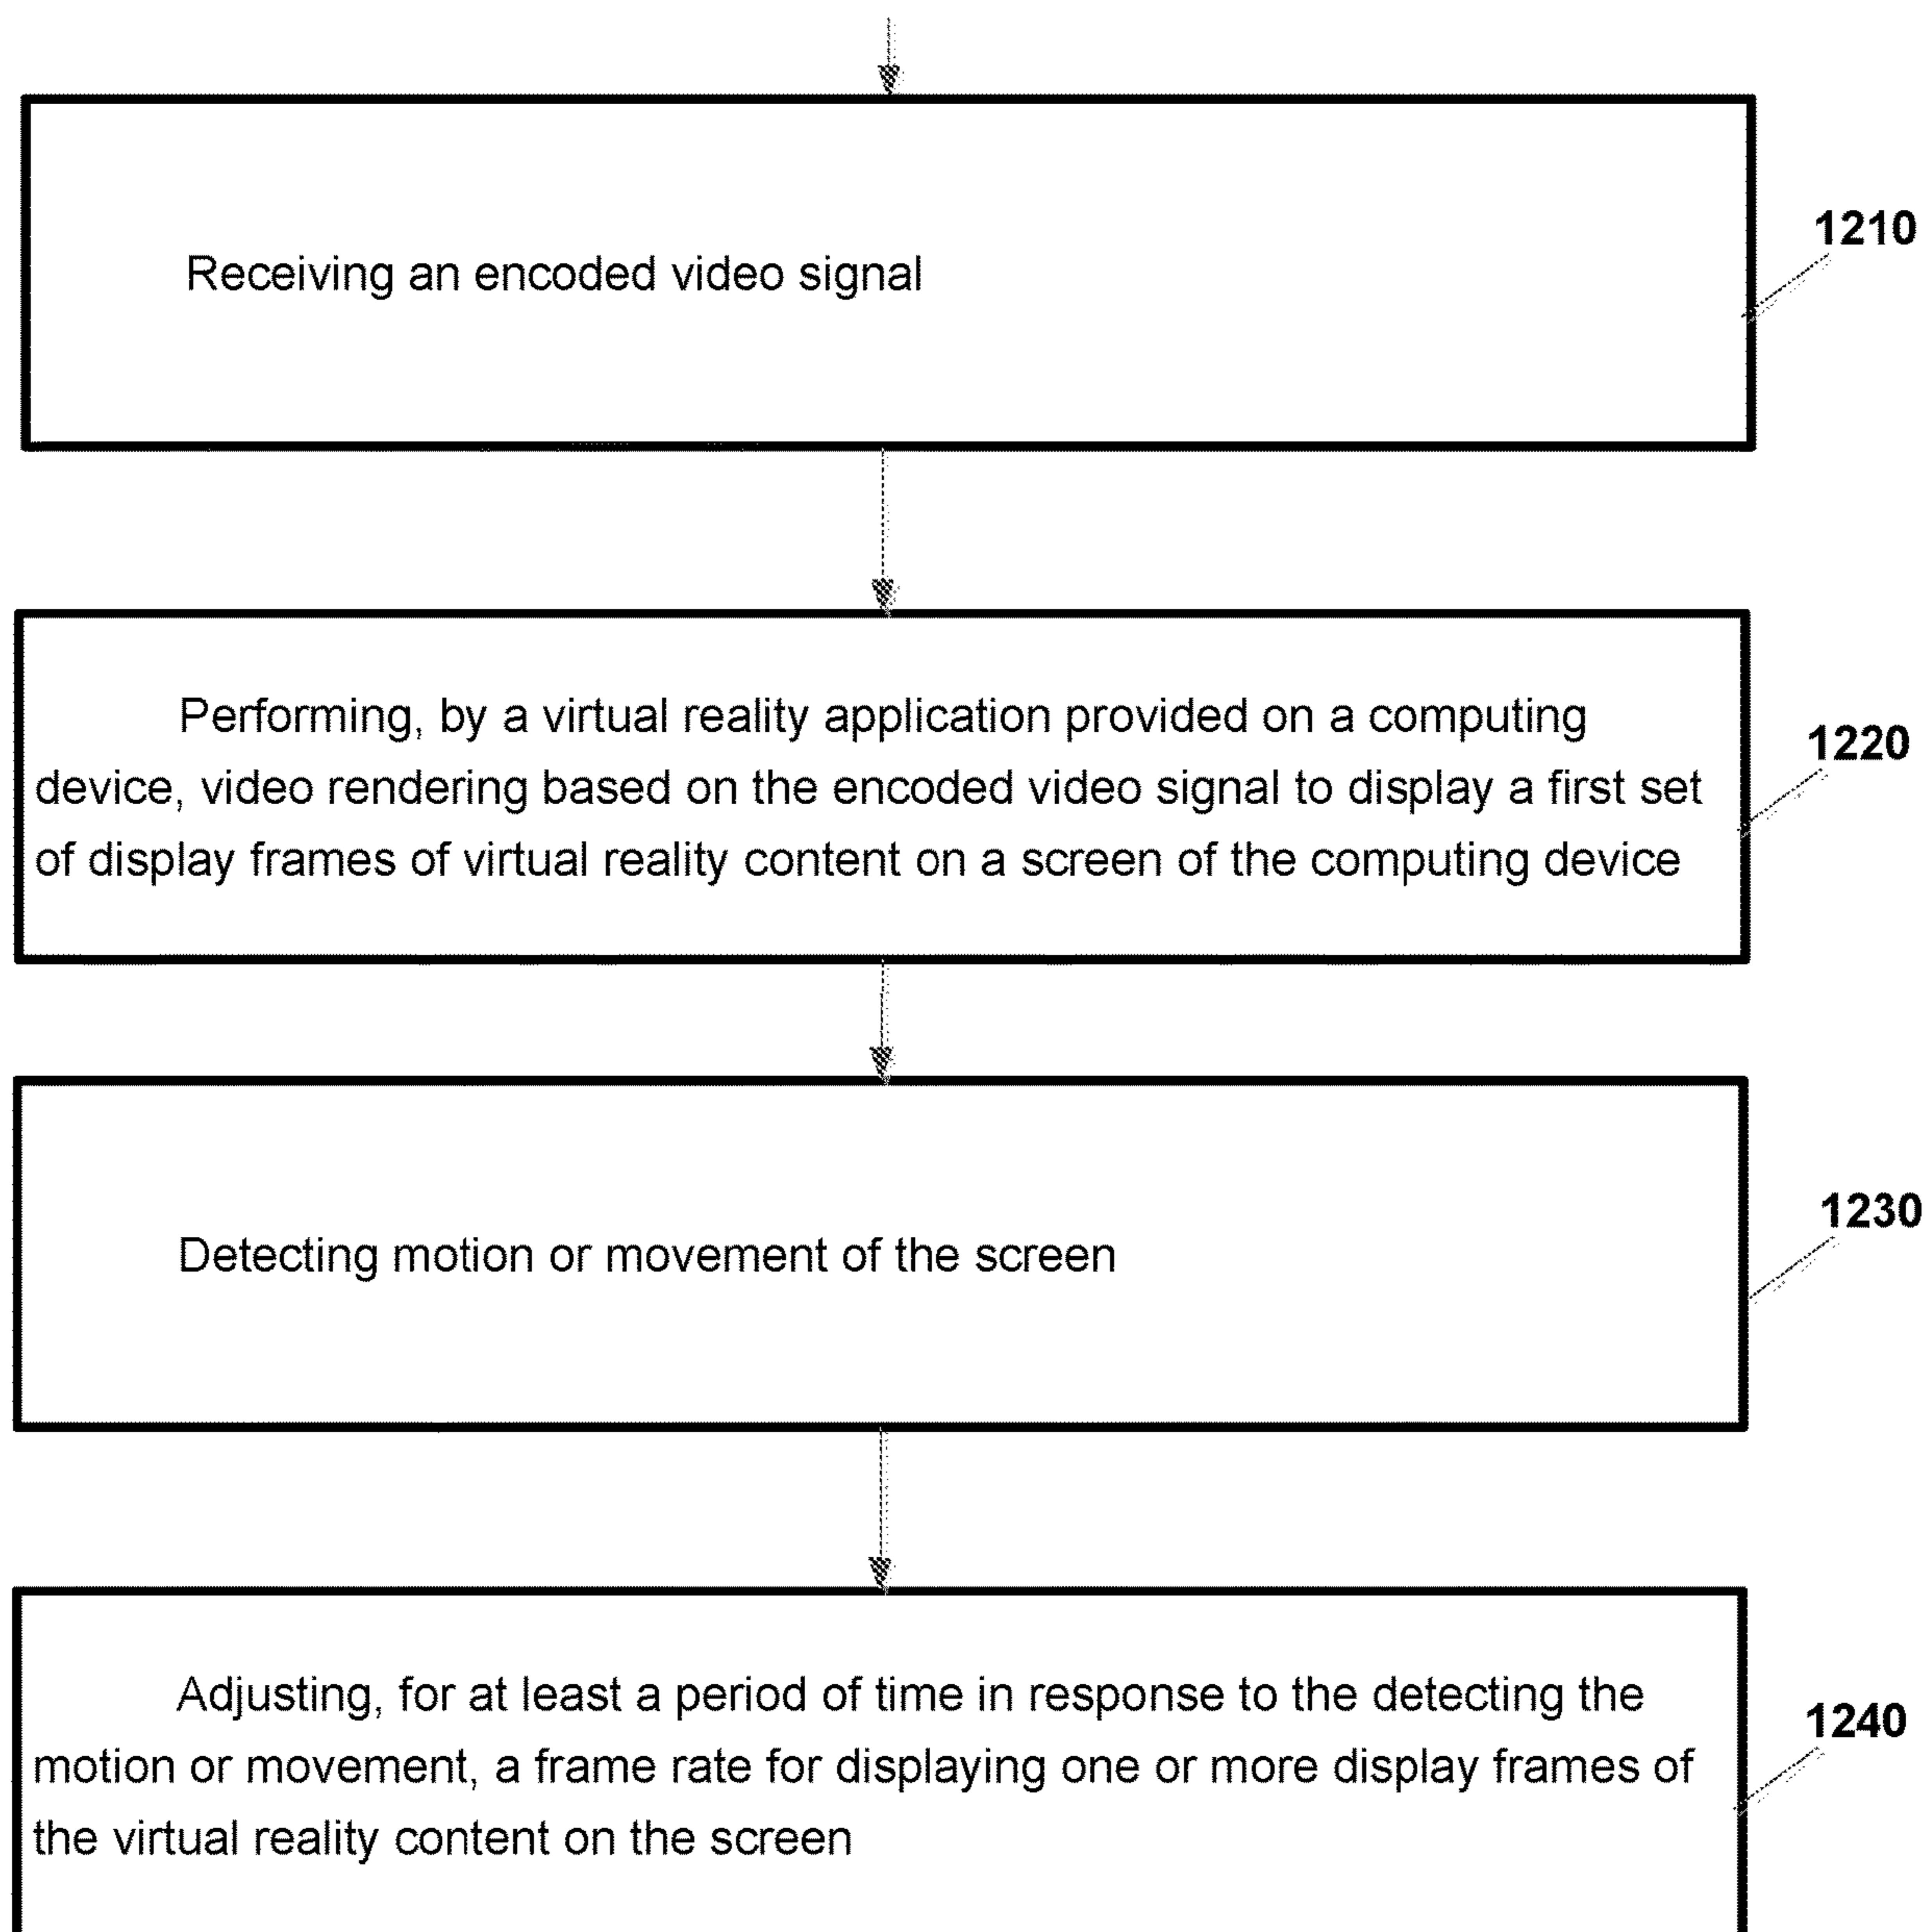 1210
Receiving an encoded video signal
Performing, by a virtual reality application provided on a computing
1220
device, video rendering based on the encoded video signal to display a first set
of display frames of virtual reality content on a screen of the computing device
1230
Detecting motion or movement of the screen
Adjusting, for at least a period of time in response to the detecting the
1240
motion or movement, a frame rate for displaying one or more display frames of
the virtual reality content on the screen